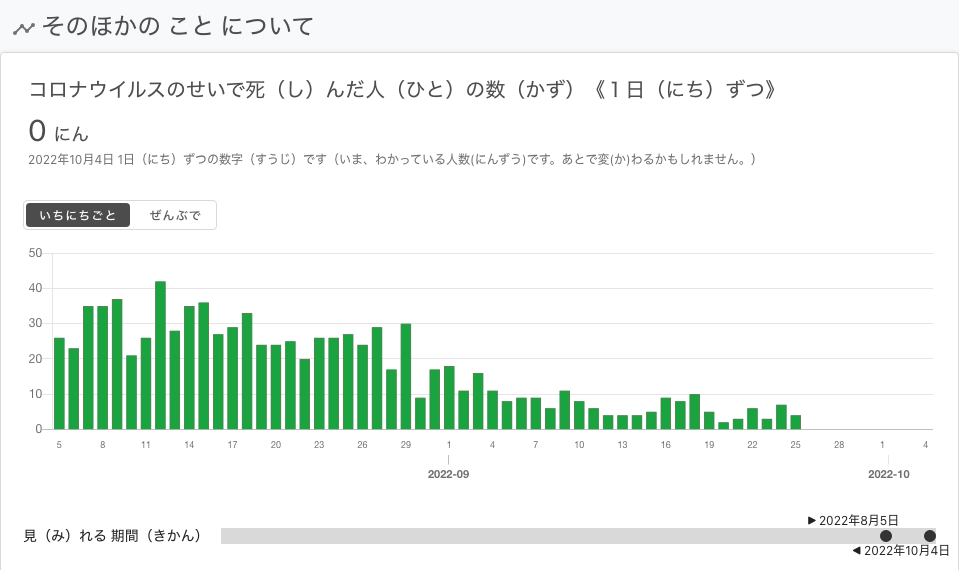 そのほかの こと について
コロナウイルスのせいで死（し）んだ人（ひと）の数（かず）《１日（にち）ずつ》
0 にん
2022年10月4日 1日（にち）ずつの数字（すうじ）です（いま、わかっている人数(にんずう)です。あとで変(か)わるかもしれません。）
いちにちごと ぜんぶで
50
40
30
20
10
0
5 8 11 14 17 20 23 26 29 1 4 7 10 13 16 19 22 25 28 1 4
2022-09 2022-10
▶ 2022年8月5日
見（み）れる 期間（きかん）
◀ 2022年10月4日